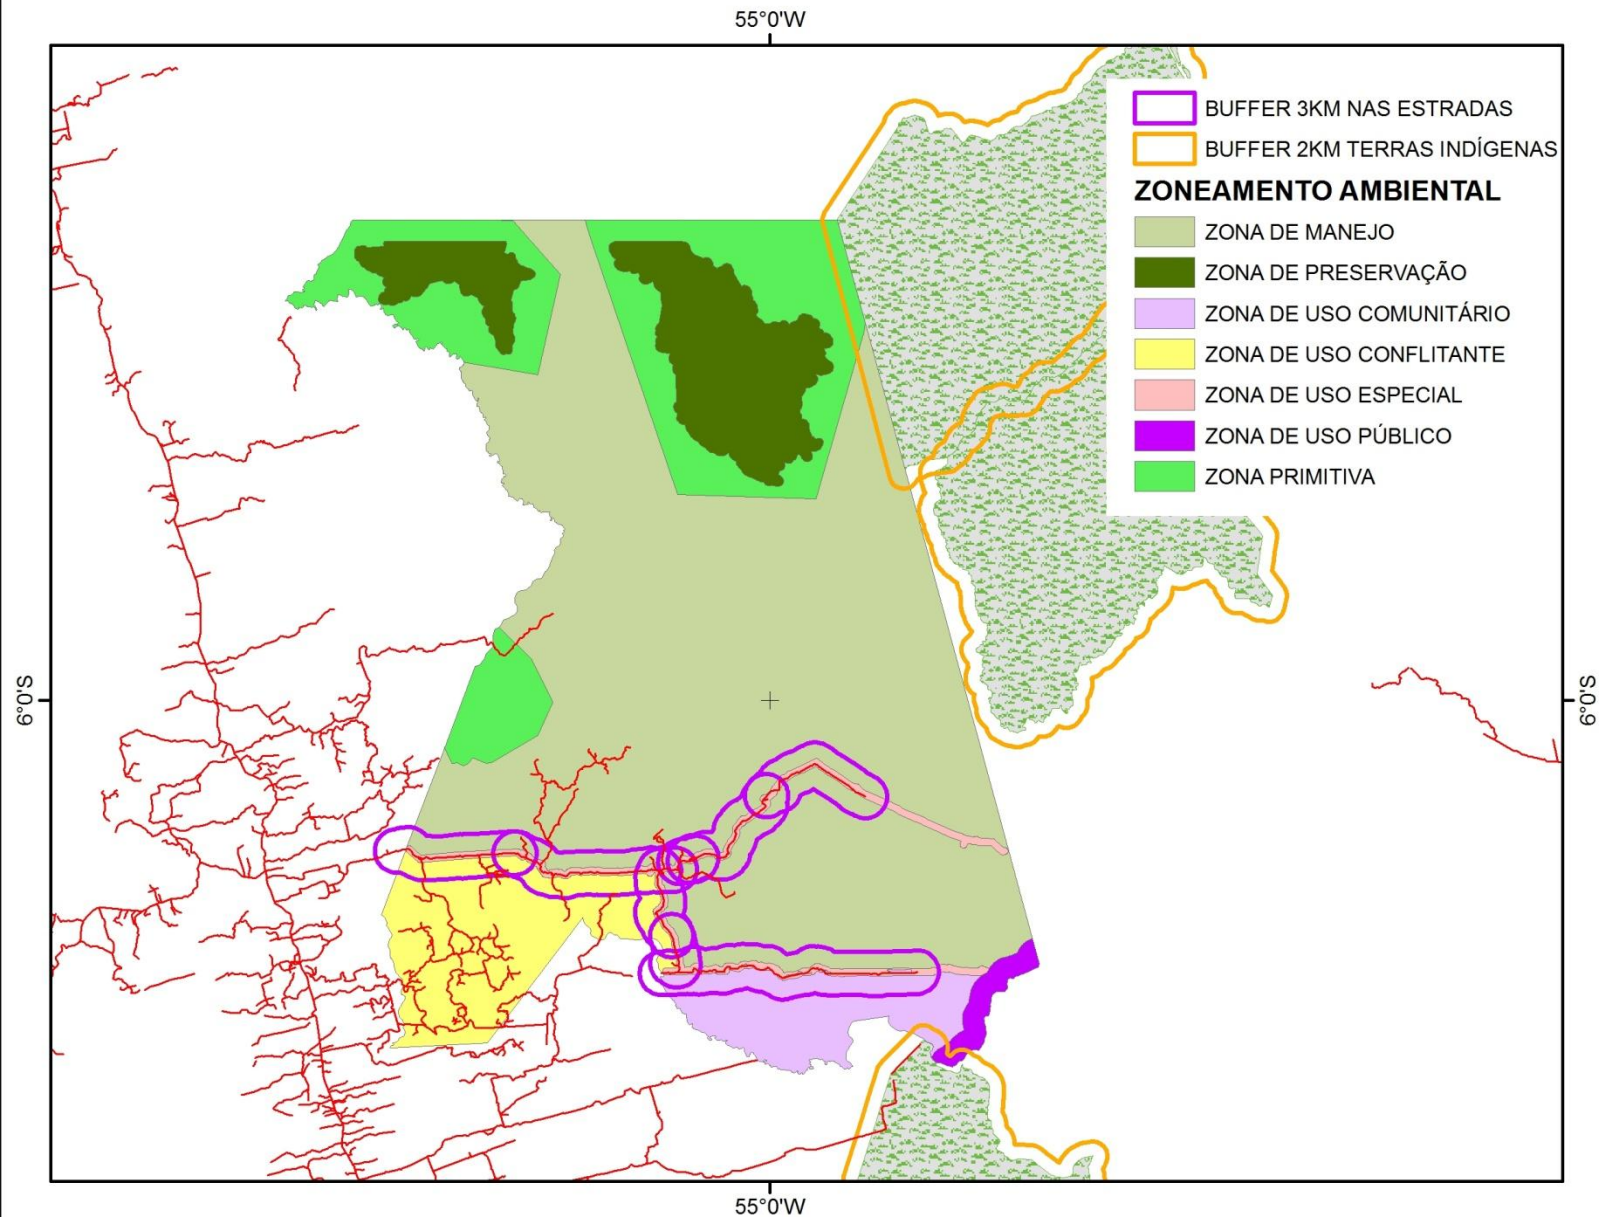 55°0'W
BUFFER 3KM NAS ESTRADAS
BUFFER 2KM TERRAS INDÍGENAS
ZONEAMENTO AMBIENTAL
ZONA DE MANEJO
ZONA DE PRESERVAÇÃO
ZONA DE USO COMUNITÁRIO
ZONA DE USO CONFLITANTE
ZONA DE USO ESPECIAL
ZONA DE USO PÚBLICO
ZONA PRIMITIVA
6°0'S
6°0'S
55°0'W